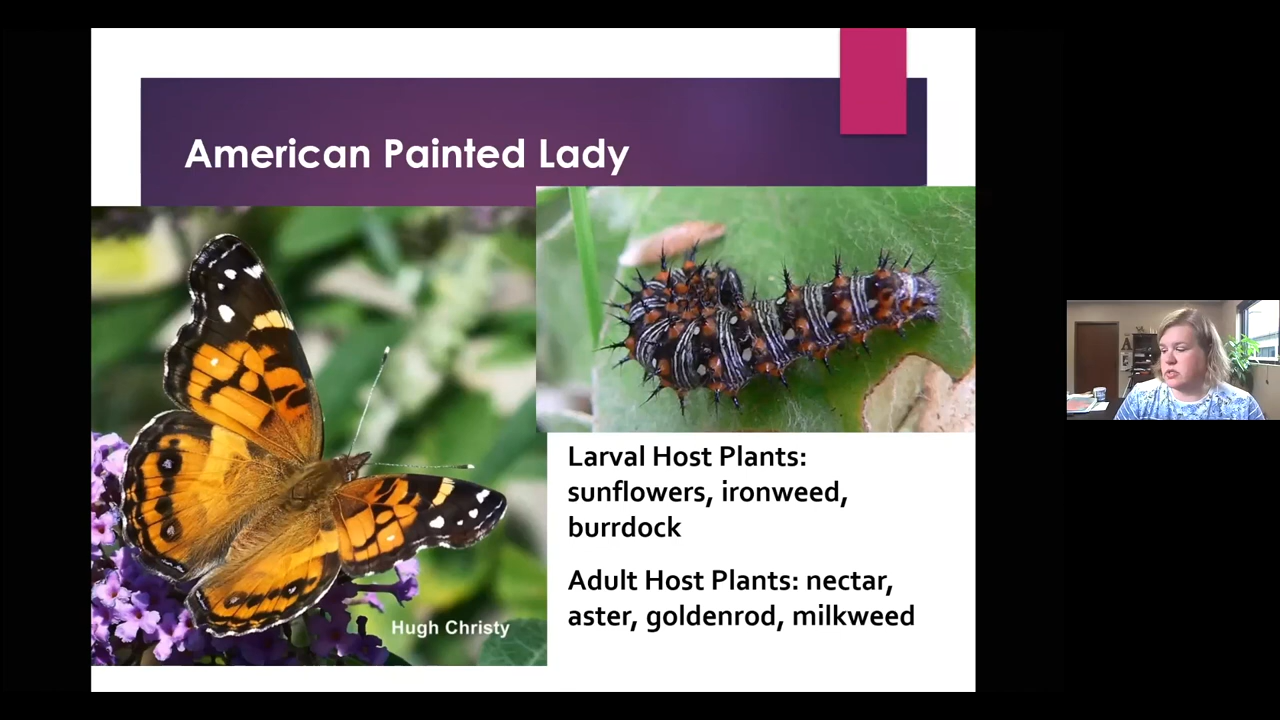 American Painted Lady
Larval Host Plants:
sunflowers, ironweed,
burrdock
Adult Host Plants: nectar,
aster, goldenrod, milkweed
Hugh Christy